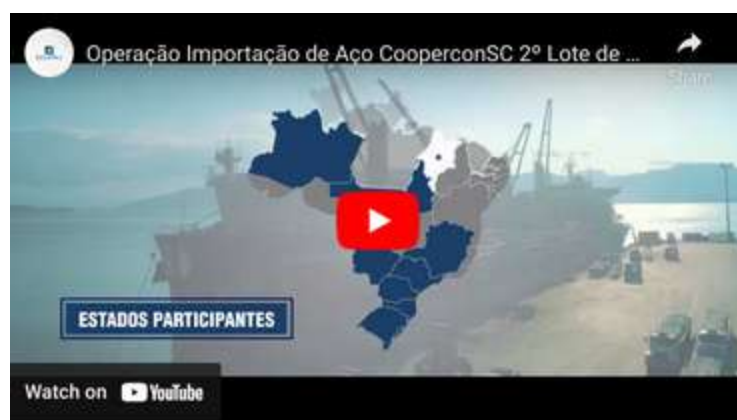 Operação Importação de Aço CooperconSC 2º Lote de ...
Share
ESTADOS PARTICIPANTES
Watch on YouTube